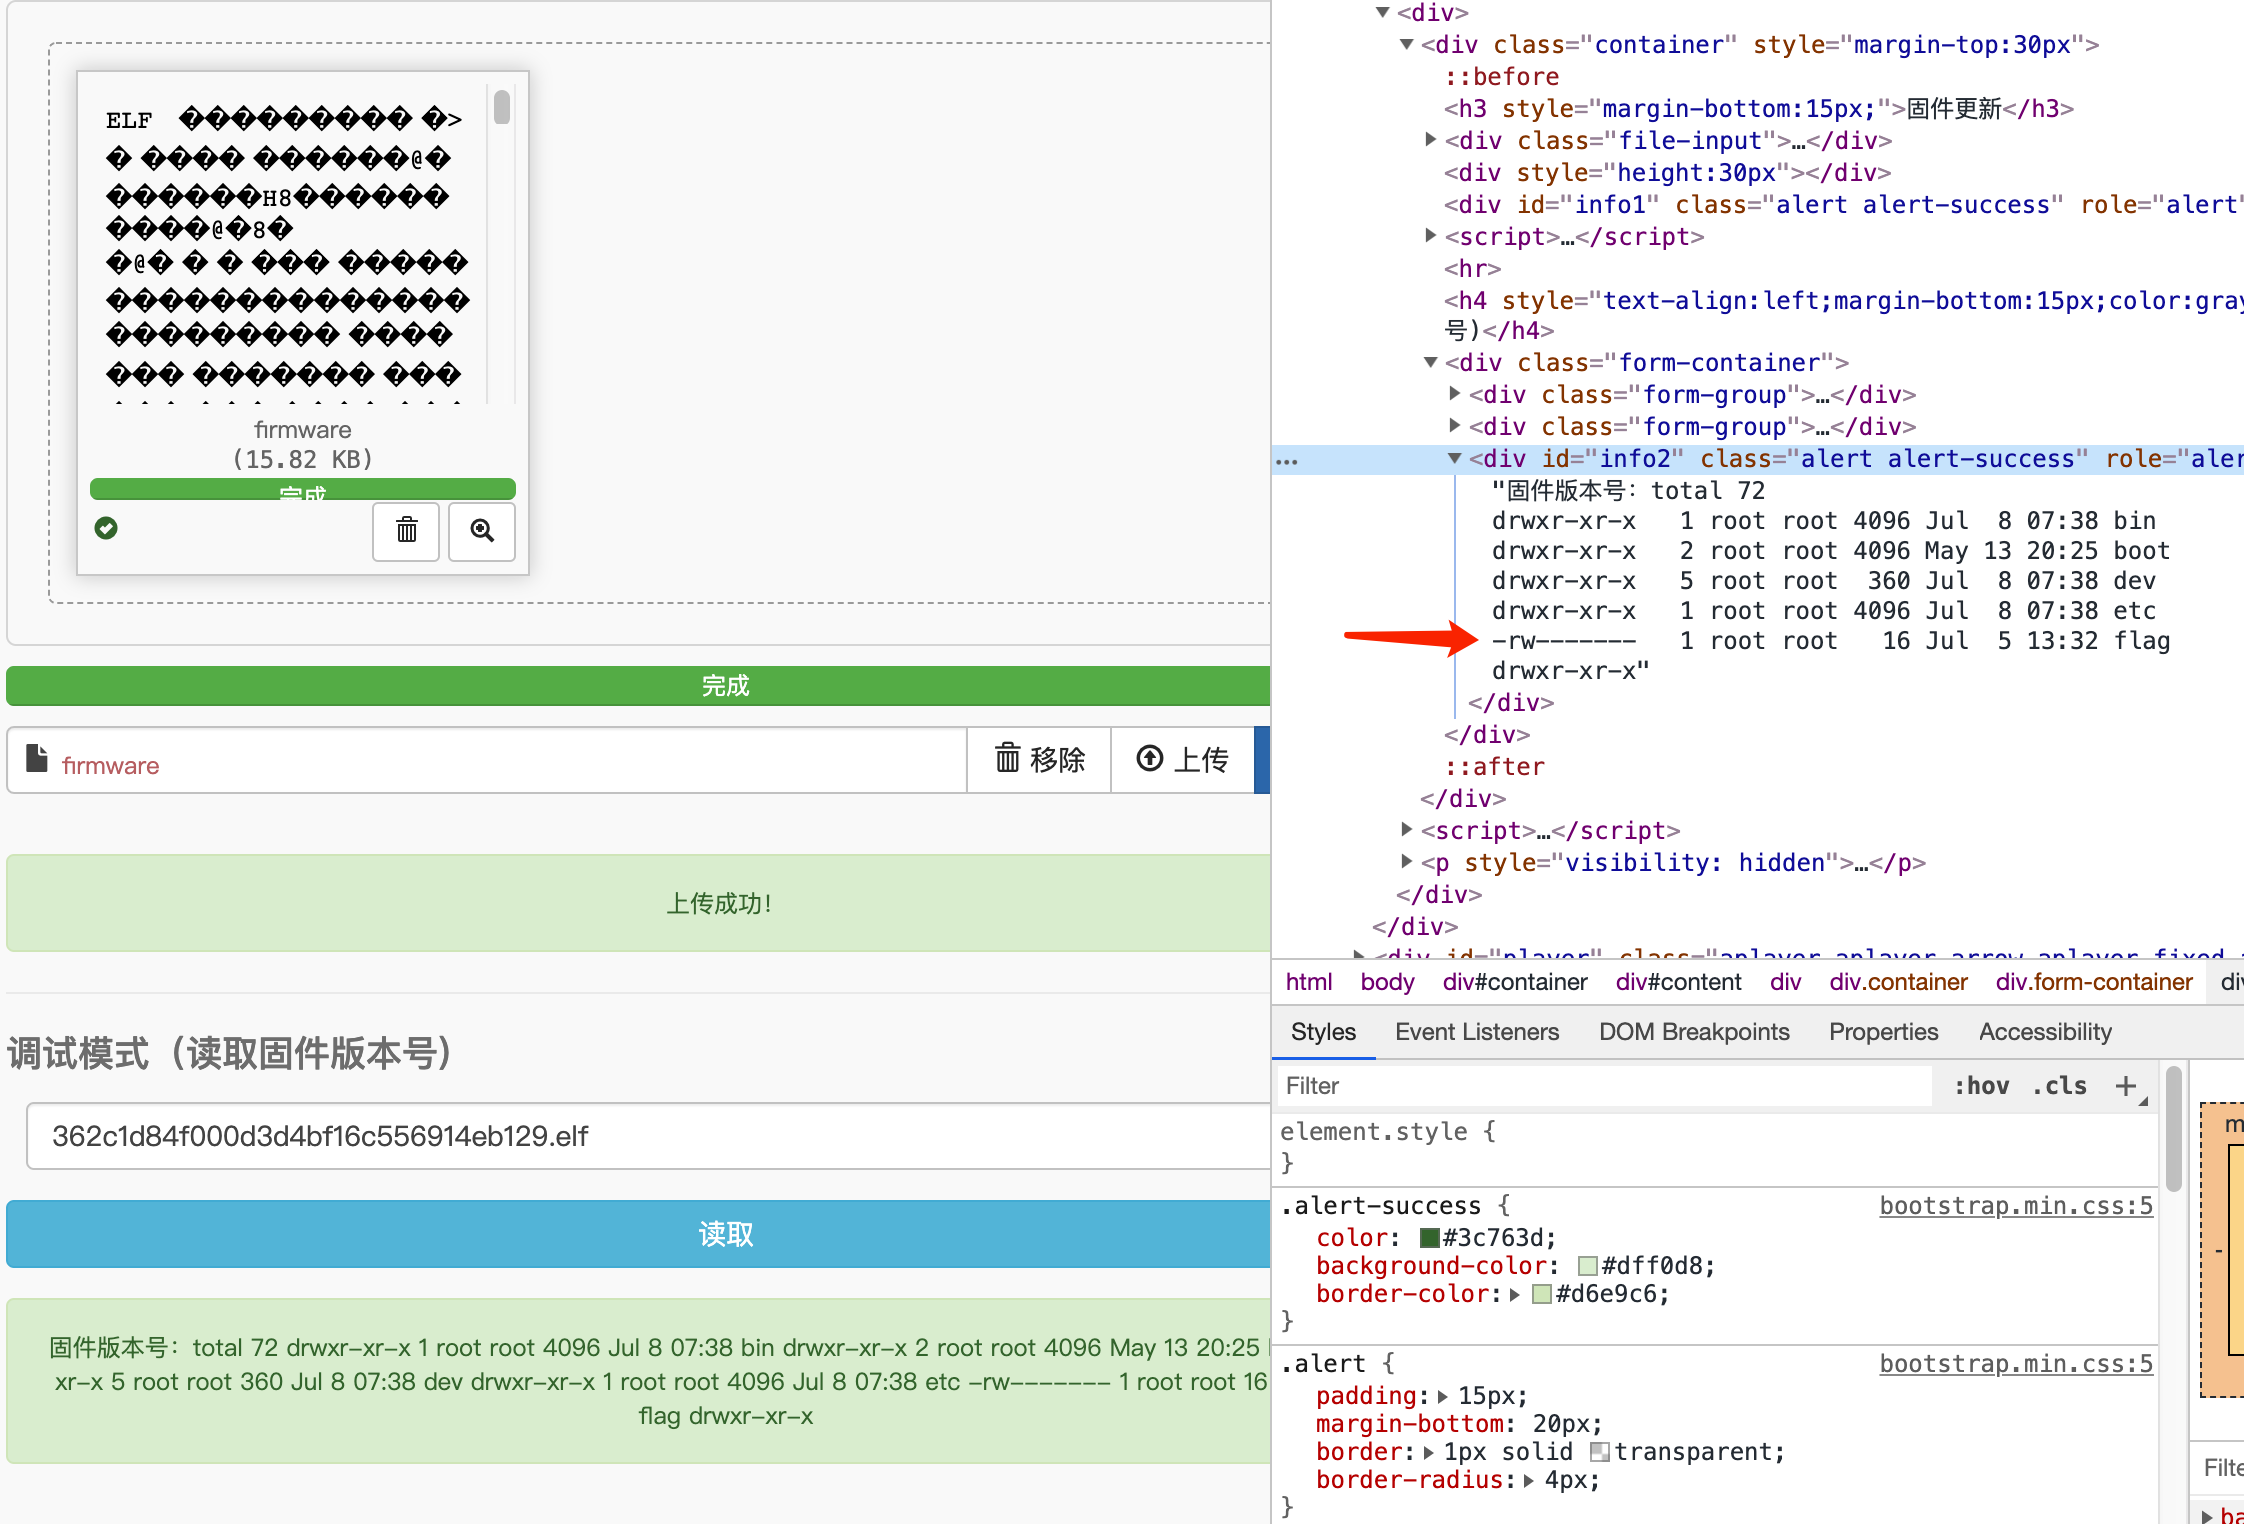 ELF ����������� �>
� ���� ������@�
������H8������
����@�8�
�@� � � ��� �����
��������������
��������� ����
��� ������� ���
firmware
(15.82 KB)
完成
完成
firmware
移除
上传
上传成功！
调试模式（读取固件版本号）
362c1d84f000d3d4bf16c556914eb129.elf
读取
固件版本号：total 72 drwxr-xr-x 1 root root 4096 Jul 8 07:38 bin drwxr-xr-x 2 root root 4096 May 13 20:25
xr-x 5 root root 360 Jul 8 07:38 dev drwxr-xr-x 1 root root 4096 Jul 8 07:38 etc -rw------- 1 root root 16
flag drwxr-xr-x
<div>
<div class="container" style="margin-top:30px">
::before
<h3 style="margin-bottom:15px;">固件更新</h3>
<div class="file-input">…</div>
<div style="height:30px"></div>
<div id="info1" class="alert alert-success" role="alert"
<script>…</script>
<hr>
<h4 style="text-align:left;margin-bottom:15px;color:gray
号)</h4>
<div class="form-container">
<div class="form-group">…</div>
<div class="form-group">…</div>
<div id="info2" class="alert alert-success" role="aler
"固件版本号：total 72
drwxr-xr-x   1 root root 4096 Jul  8 07:38 bin
drwxr-xr-x   2 root root 4096 May 13 20:25 boot
drwxr-xr-x   5 root root  360 Jul  8 07:38 dev
drwxr-xr-x   1 root root 4096 Jul  8 07:38 etc
-rw-------   1 root root   16 Jul  5 13:32 flag
drwxr-xr-x"
</div>
</div>
::after
</div>
<script>…</script>
<p style="visibility: hidden">…</p>
</div>
</div>
<div id="player" class="aplayer aplayer-arrow aplayer-fixed
html body div#container div#content div div.container div.form-container div
Styles Event Listeners DOM Breakpoints Properties Accessibility
Filter :hov .cls +
element.style {
}
.alert-success { bootstrap.min.css:5
color: #3c763d;
background-color: #dff0d8;
border-color: #d6e9c6;
}
.alert { bootstrap.min.css:5
padding: 15px;
margin-bottom: 20px;
border: 1px solid transparent;
border-radius: 4px;
}
m
-
Filte
ba